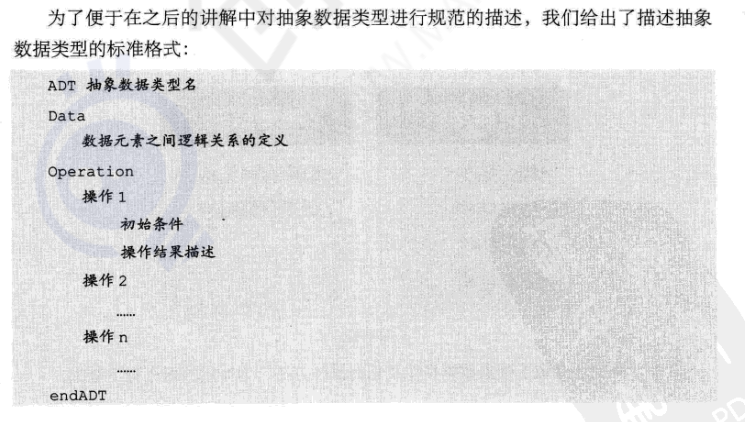 为了便于在之后的讲解中对抽象数据类型进行规范的描述，我们给出了描述抽象
数据类型的标准格式：
ADT 抽象数据类型名
Data
数据元素之间逻辑关系的定义
Operation
操作 1
初始条件
操作结果描述
操作 2
……
操作 n
……
endADT